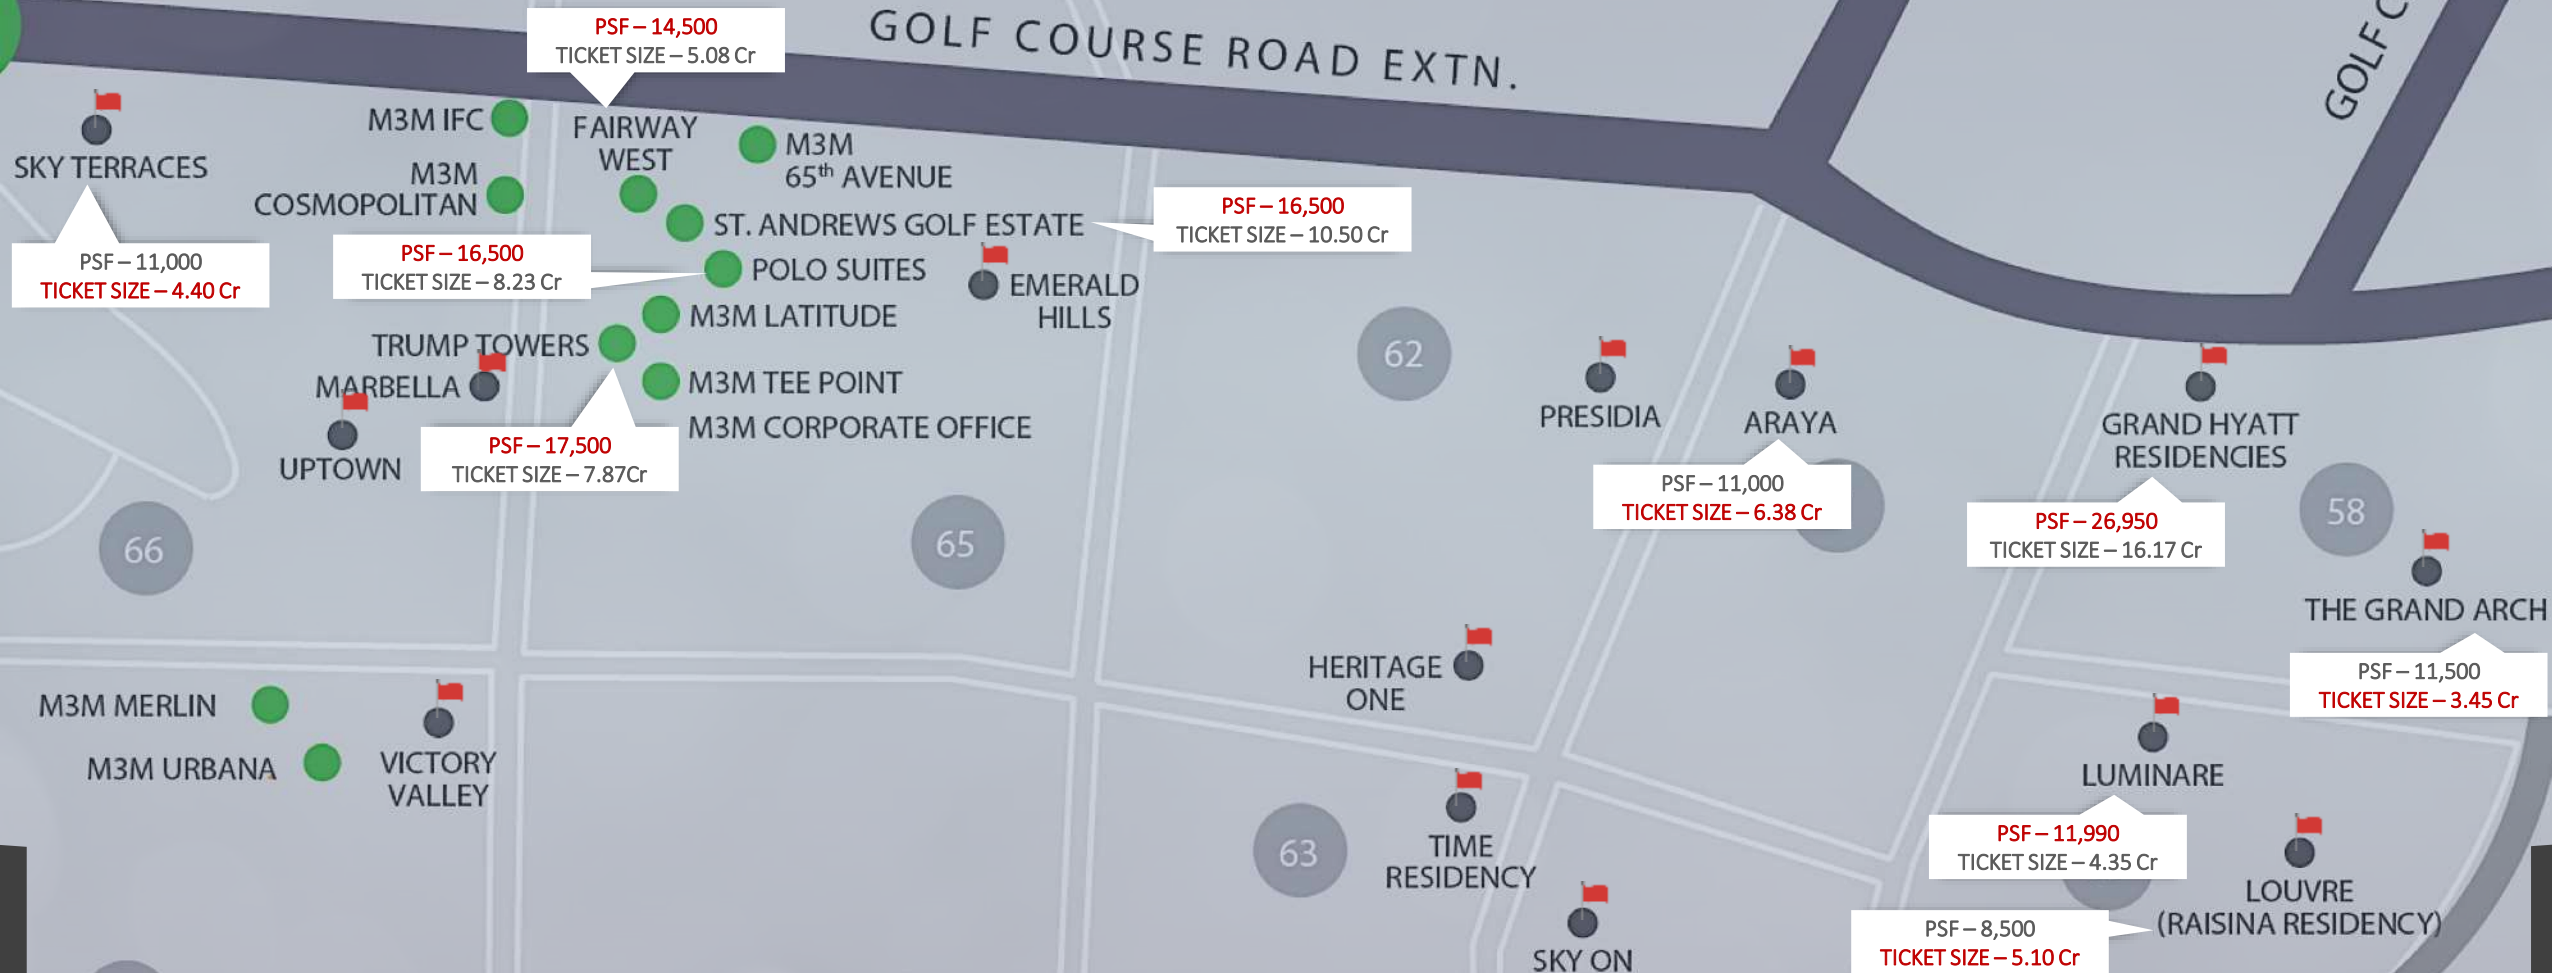 PSF – 14,500
TICKET SIZE – 5.08 Cr
GOLF COURSE ROAD EXTN.
GOLF C
SKY TERRACES
PSF – 11,000
TICKET SIZE – 4.40 Cr
M3M IFC
M3M
COSMOPOLITAN
FAIRWAY
WEST
M3M
65th AVENUE
ST. ANDREWS GOLF ESTATE
PSF – 16,500
TICKET SIZE – 10.50 Cr
PSF – 16,500
TICKET SIZE – 8.23 Cr
POLO SUITES
EMERALD
HILLS
M3M LATITUDE
TRUMP TOWERS
MARBELLA
M3M TEE POINT
M3M CORPORATE OFFICE
UPTOWN
PSF – 17,500
TICKET SIZE – 7.87Cr
62
PRESIDIA
ARAYA
PSF – 11,000
TICKET SIZE – 6.38 Cr
GRAND HYATT
RESIDENCIES
PSF – 26,950
TICKET SIZE – 16.17 Cr
58
66
65
THE GRAND ARCH
PSF – 11,500
TICKET SIZE – 3.45 Cr
HERITAGE
ONE
M3M MERLIN
M3M URBANA
VICTORY
VALLEY
LUMINARE
PSF – 11,990
TICKET SIZE – 4.35 Cr
63
TIME
RESIDENCY
LOUVRE
(RAISINA RESIDENCY)
PSF – 8,500
TICKET SIZE – 5.10 Cr
SKY ON